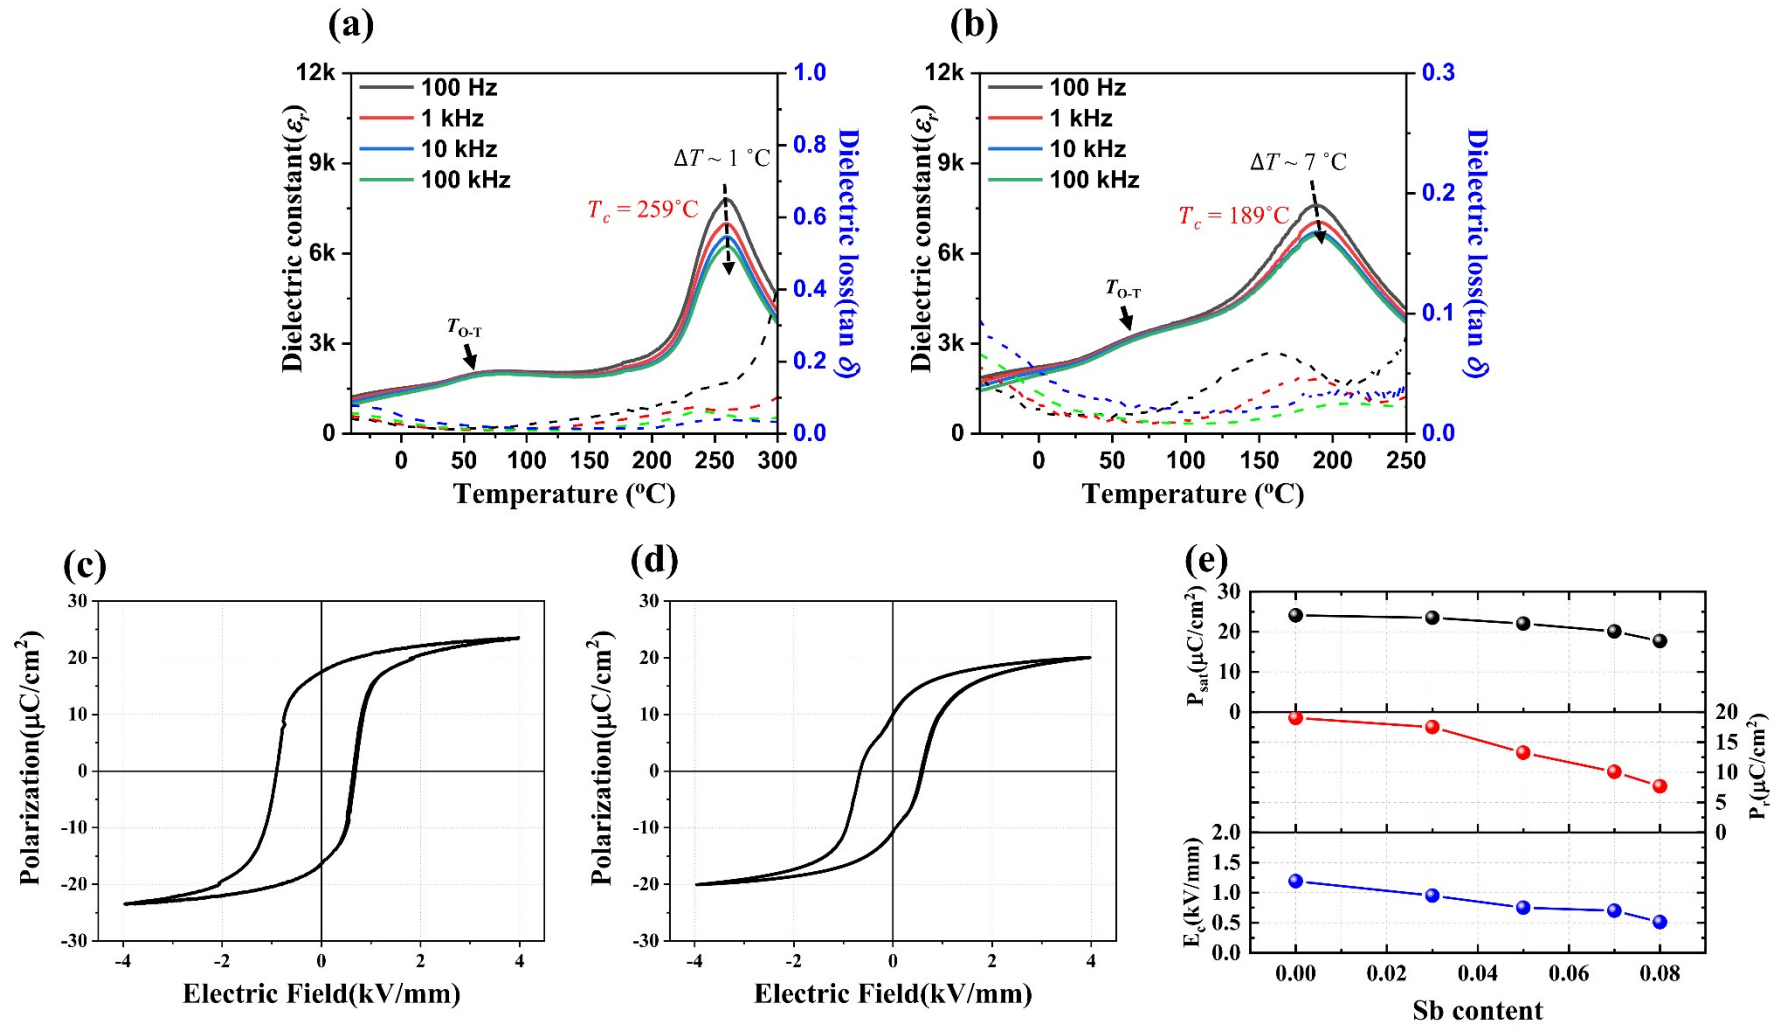 (a)
12k
9k
6k
3k
0
Dielectric constant(εr)
100 Hz
1 kHz
10 kHz
100 kHz
ΔT ~ 1 °C
Tc = 259°C
TO-T
1.0
0.8
0.6
0.4
0.2
0.0
Dielectric loss(tan δ)
0 50 100 150 200 250 300
Temperature (°C)
(b)
12k
9k
6k
3k
0
Dielectric constant(εr)
100 Hz
1 kHz
10 kHz
100 kHz
ΔT ~ 7 °C
Tc = 189°C
TO-T
0.3
0.2
0.1
0.0
Dielectric loss(tan δ)
0 50 100 150 200 250
Temperature (°C)
(c)
30
20
10
0
-10
-20
-30
Polarization(μC/cm²)
-4 -2 0 2 4
Electric Field(kV/mm)
(d)
30
20
10
0
-10
-20
-30
Polarization(μC/cm²)
-4 -2 0 2 4
Electric Field(kV/mm)
(e)
30
20
10
0
Psat(μC/cm²)
20
15
10
5
0
Pr(μC/cm²)
2.0
1.5
1.0
0.5
0.0
Ec(kV/mm)
0.00 0.02 0.04 0.06 0.08
Sb content